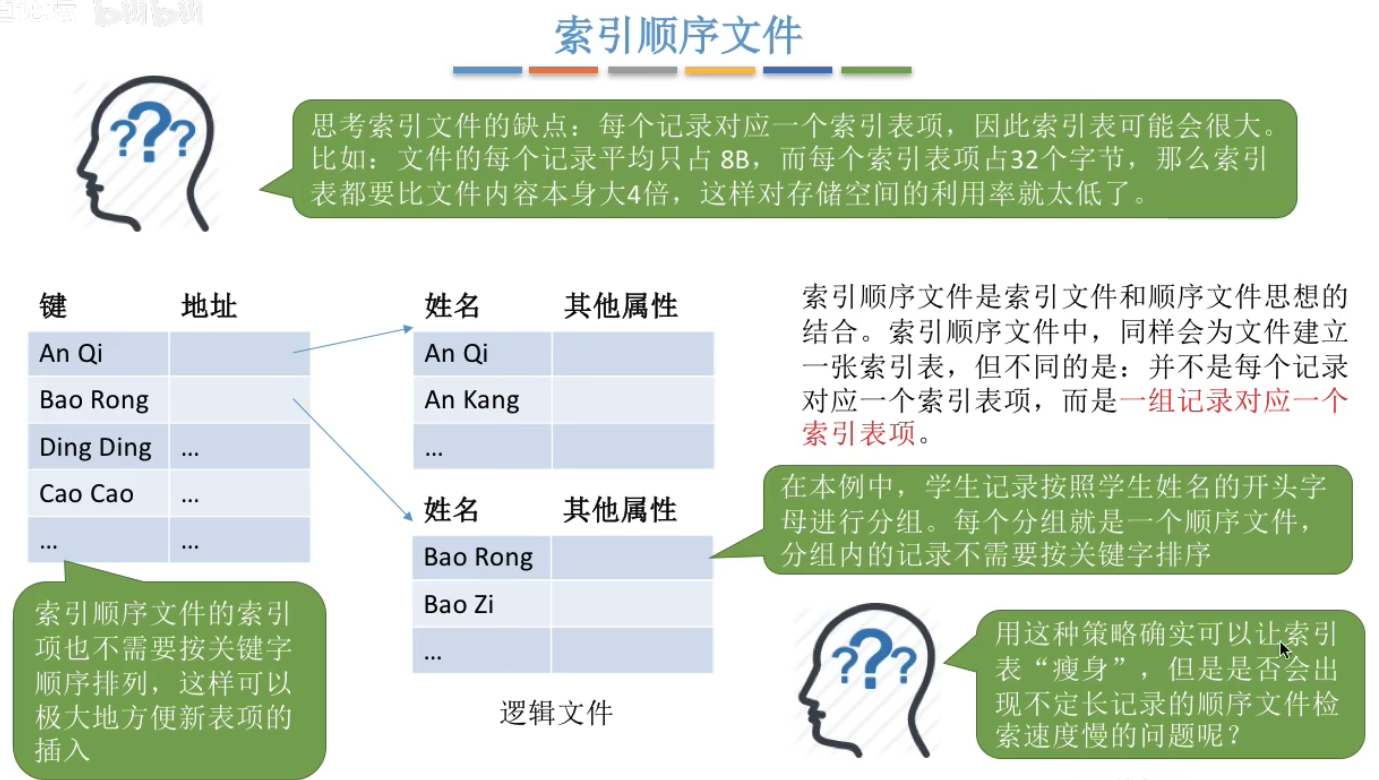 索引顺序文件
???
思考索引文件的缺点：每个记录对应一个索引表项，因此索引表可能会很大。
比如：文件的每个记录平均只占 8B，而每个索引表项占32个字节，那么索引
表都要比文件内容本身大4倍，这样对存储空间的利用率就太低了。
键 地址
An Qi
Bao Rong
Ding Ding ...
Cao Cao ...
... ...
索引顺序文件的索引
项也不需要按关键字
顺序排列，这样可以
极大地方便新表项的
插入
姓名 其他属性
An Qi
An Kang
...
姓名 其他属性
Bao Rong
Bao Zi
...
逻辑文件
索引顺序文件是索引文件和顺序文件思想的
结合。索引顺序文件中，同样会为文件建立
一张索引表，但不同的是：并不是每个记录
对应一个索引表项，而是一组记录对应一个
索引表项。
在本例中，学生记录按照学生姓名的开头字
母进行分组。每个分组就是一个顺序文件，
分组内的记录不需要按关键字排序
???
用这种策略确实可以让索引
表“瘦身”，但是是否会出
现不定长记录的顺序文件检
索速度慢的问题呢？